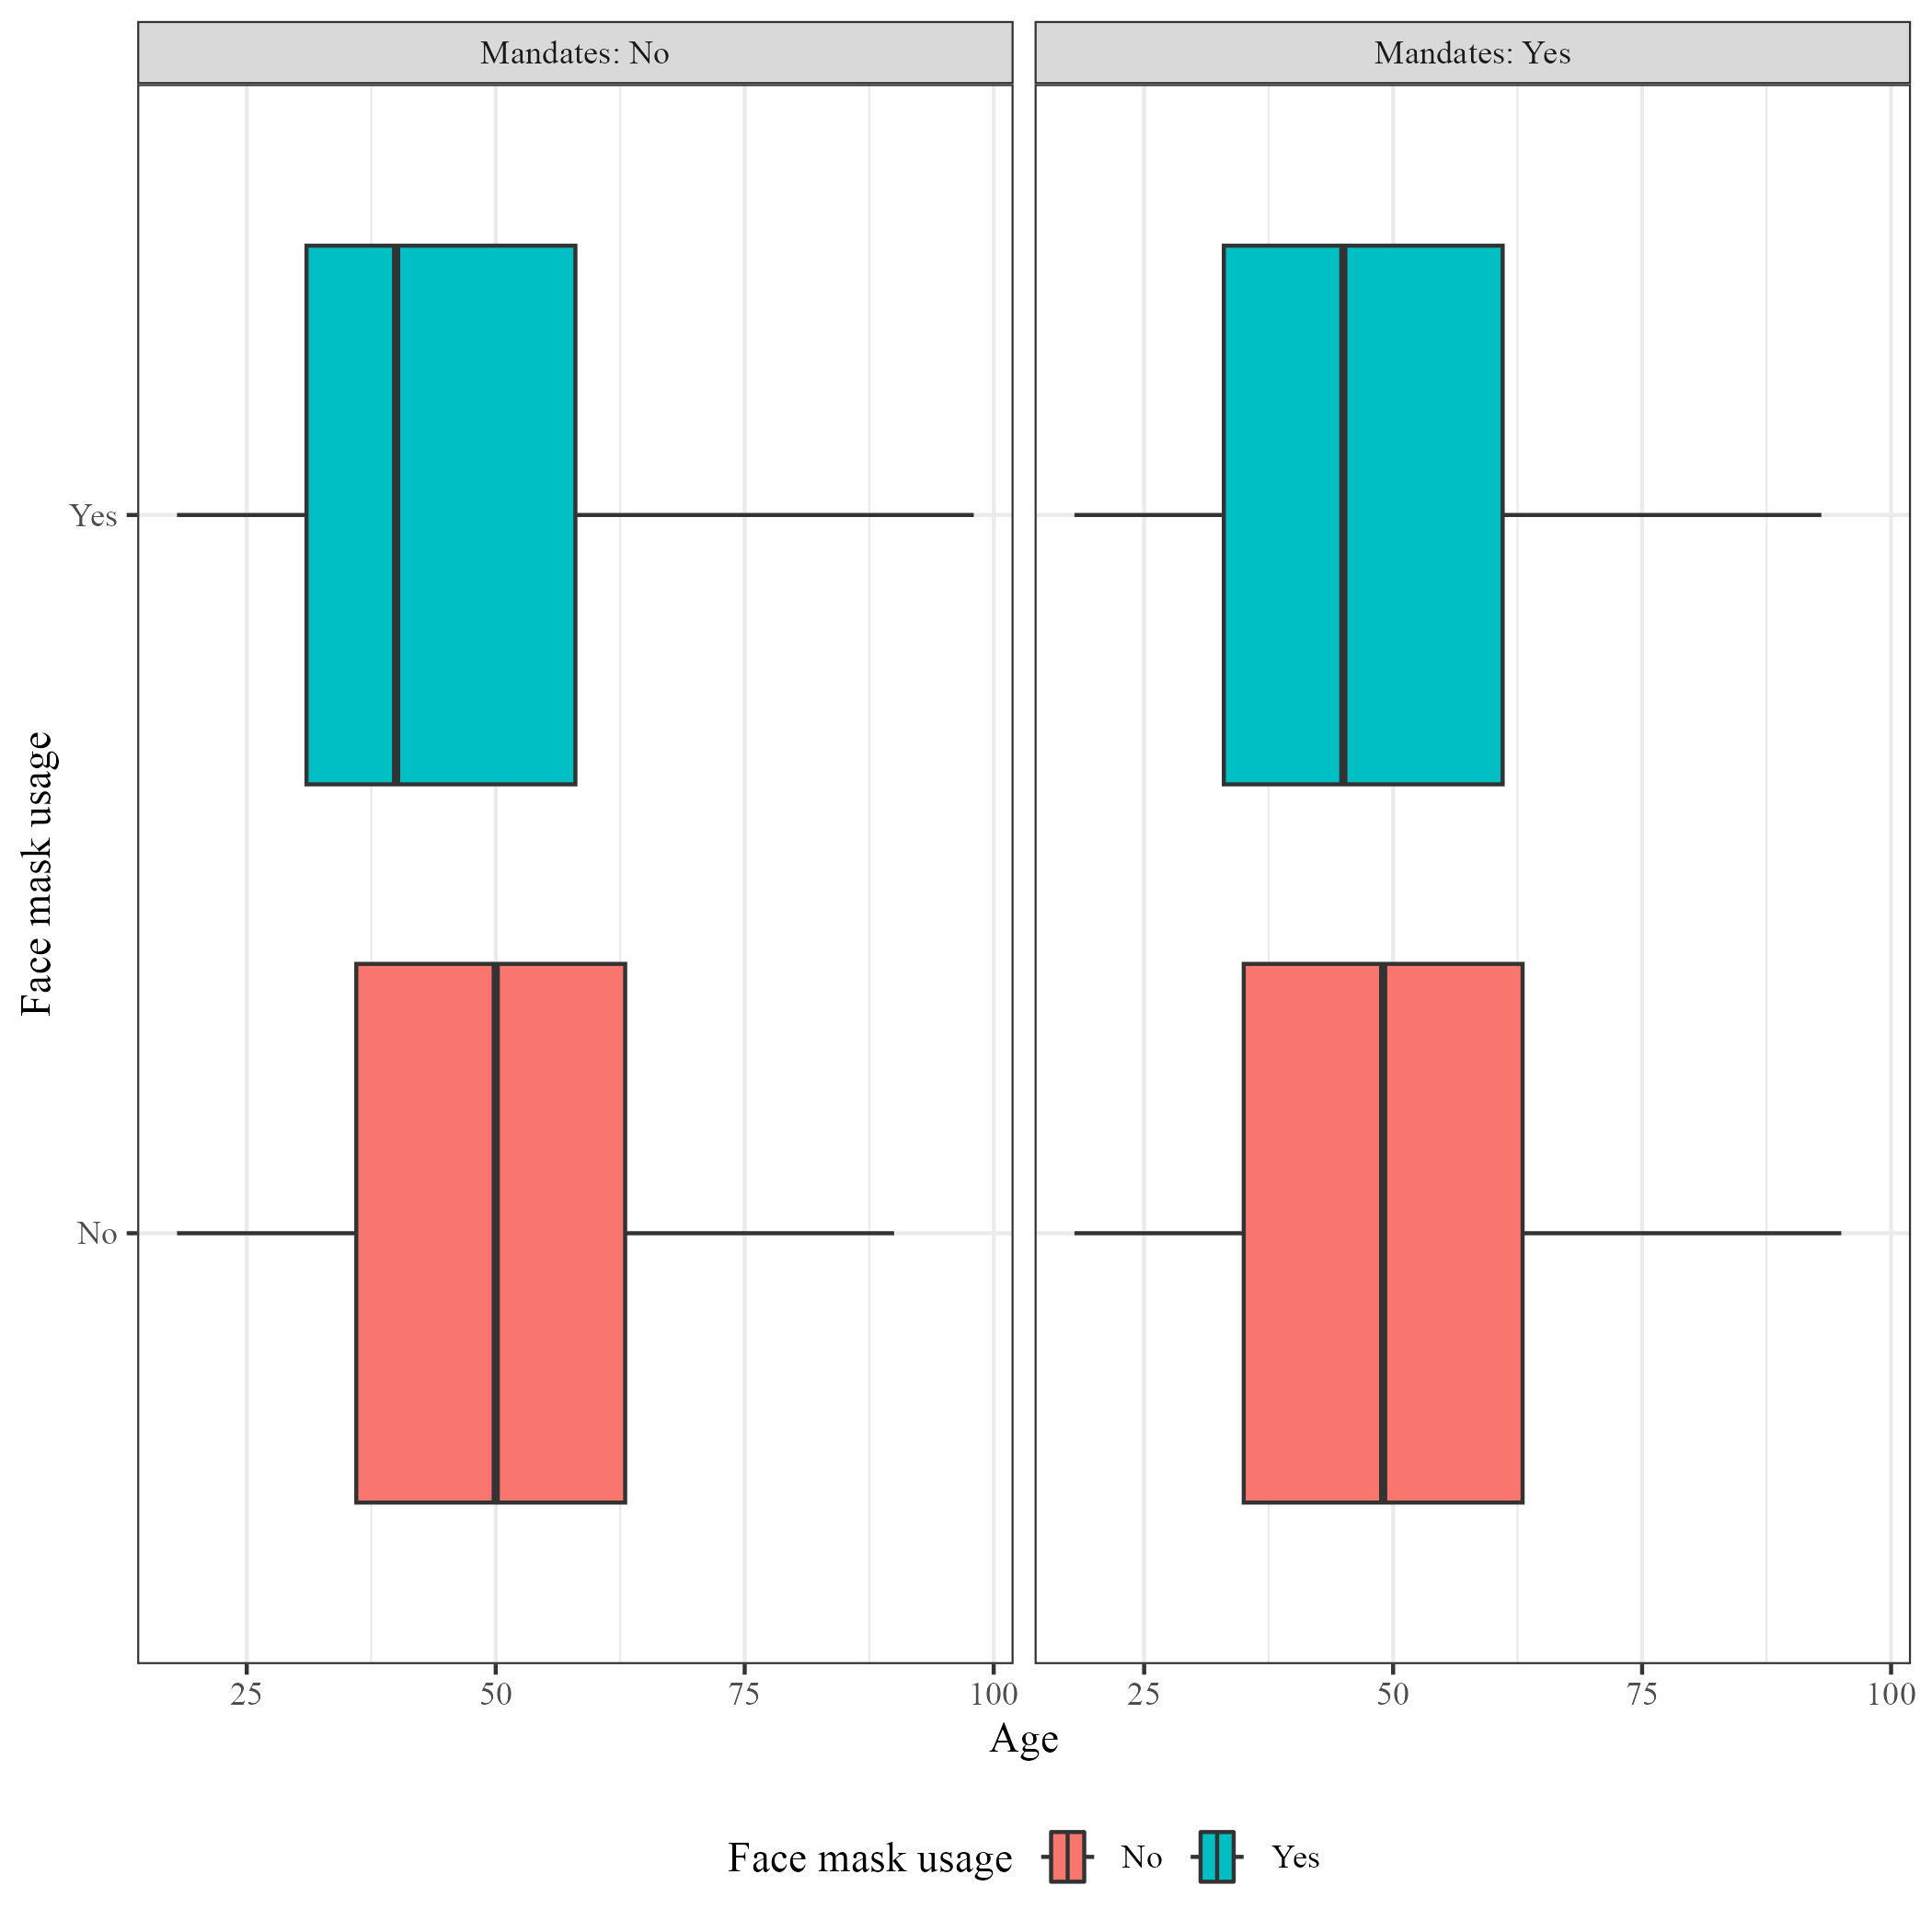 Mandates: No
Mandates: Yes
Face mask usage
Yes
No
25 50 75 100
25 50 75 100
Age
Face mask usage No Yes